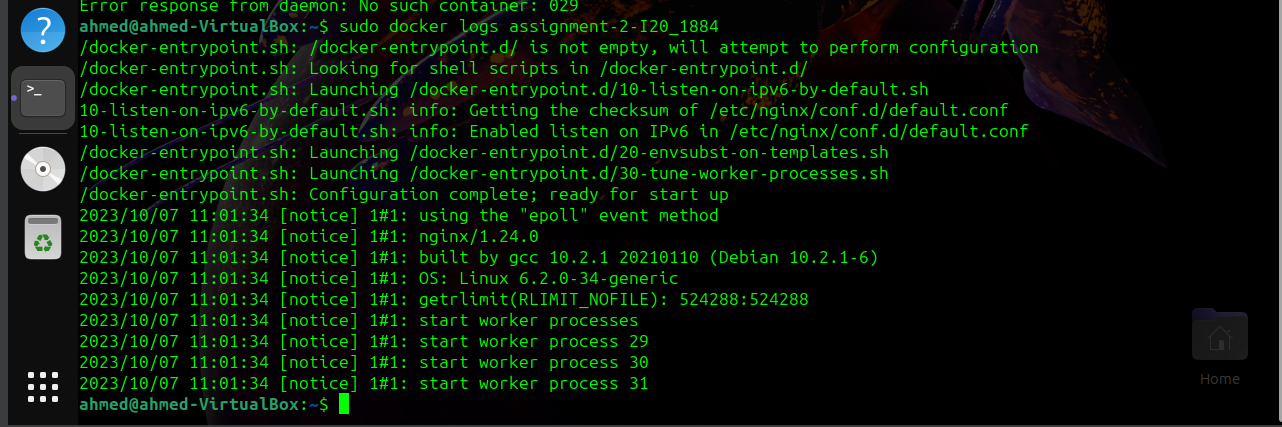 Error response from daemon: No such container: 029
ahmed@ahmed-VirtualBox:~$ sudo docker logs assignment-2-I20_1884
/docker-entrypoint.sh: /docker-entrypoint.d/ is not empty, will attempt to perform configuration
/docker-entrypoint.sh: Looking for shell scripts in /docker-entrypoint.d/
/docker-entrypoint.sh: Launching /docker-entrypoint.d/10-listen-on-ipv6-by-default.sh
10-listen-on-ipv6-by-default.sh: info: Getting the checksum of /etc/nginx/conf.d/default.conf
10-listen-on-ipv6-by-default.sh: info: Enabled listen on IPv6 in /etc/nginx/conf.d/default.conf
/docker-entrypoint.sh: Launching /docker-entrypoint.d/20-envsubst-on-templates.sh
/docker-entrypoint.sh: Launching /docker-entrypoint.d/30-tune-worker-processes.sh
/docker-entrypoint.sh: Configuration complete; ready for start up
2023/10/07 11:01:34 [notice] 1#1: using the "epoll" event method
2023/10/07 11:01:34 [notice] 1#1: nginx/1.24.0
2023/10/07 11:01:34 [notice] 1#1: built by gcc 10.2.1 20210110 (Debian 10.2.1-6)
2023/10/07 11:01:34 [notice] 1#1: OS: Linux 6.2.0-34-generic
2023/10/07 11:01:34 [notice] 1#1: getrlimit(RLIMIT_NOFILE): 524288:524288
2023/10/07 11:01:34 [notice] 1#1: start worker processes
2023/10/07 11:01:34 [notice] 1#1: start worker process 29
2023/10/07 11:01:34 [notice] 1#1: start worker process 30
2023/10/07 11:01:34 [notice] 1#1: start worker process 31
ahmed@ahmed-VirtualBox:~$
Home